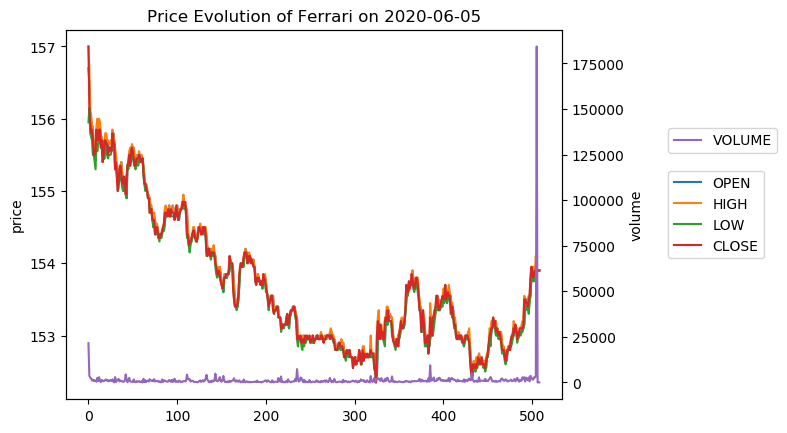 Price Evolution of Ferrari on 2020-06-05
157
156
155
154
153
price
0
100
200
300
400
500
175000
150000
125000
100000
75000
50000
25000
0
volume
VOLUME
OPEN
HIGH
LOW
CLOSE